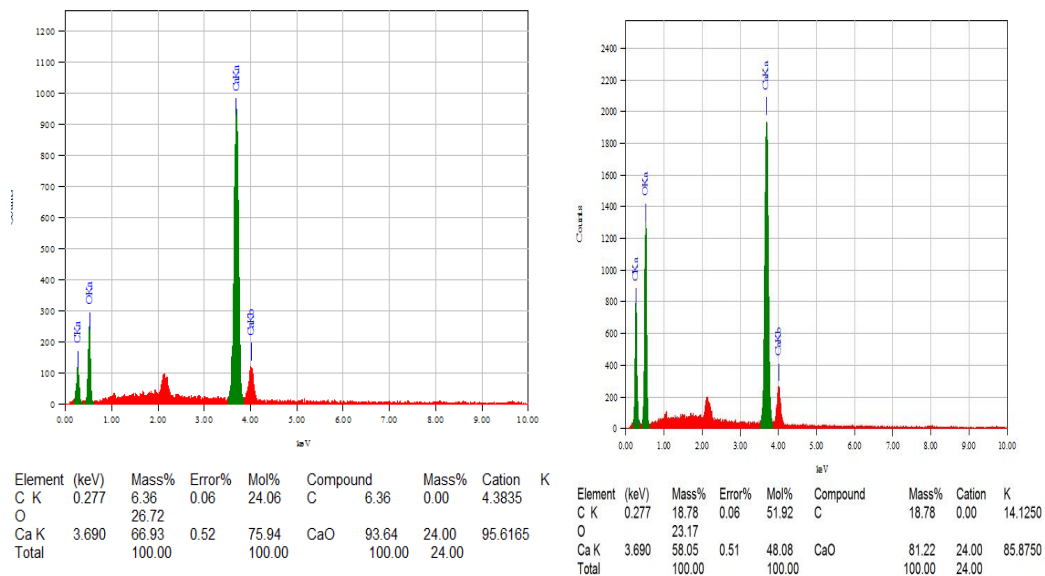 1200
1100
1000
900
800
700
600
500
400
300
200
100
0
CaKa
OKa
CKa
CaKb
0.00 1.00 2.00 3.00 4.00 5.00 6.00 7.00 8.00 9.00 10.00
keV
Element (keV) Mass% Error% Mol% Compound Mass% Cation K
C K 0.277 6.36 0.06 24.06 C 6.36 0.00 4.3835
O 26.72
Ca K 3.690 66.93 0.52 75.94 CaO 93.64 24.00 95.6165
Total 100.00 100.00 100.00 24.00
2400
2200
2000
1800
1600
1400
1200
1000
800
600
400
200
0
Counts
CaKa
OKa
CKa
CaKb
0.00 1.00 2.00 3.00 4.00 5.00 6.00 7.00 8.00 9.00 10.00
keV
Element (keV) Mass% Error% Mol% Compound Mass% Cation K
C K 0.277 18.78 0.06 51.92 C 18.78 0.00 14.1250
O 23.17
Ca K 3.690 58.05 0.51 48.08 CaO 81.22 24.00 85.8750
Total 100.00 100.00 100.00 24.00